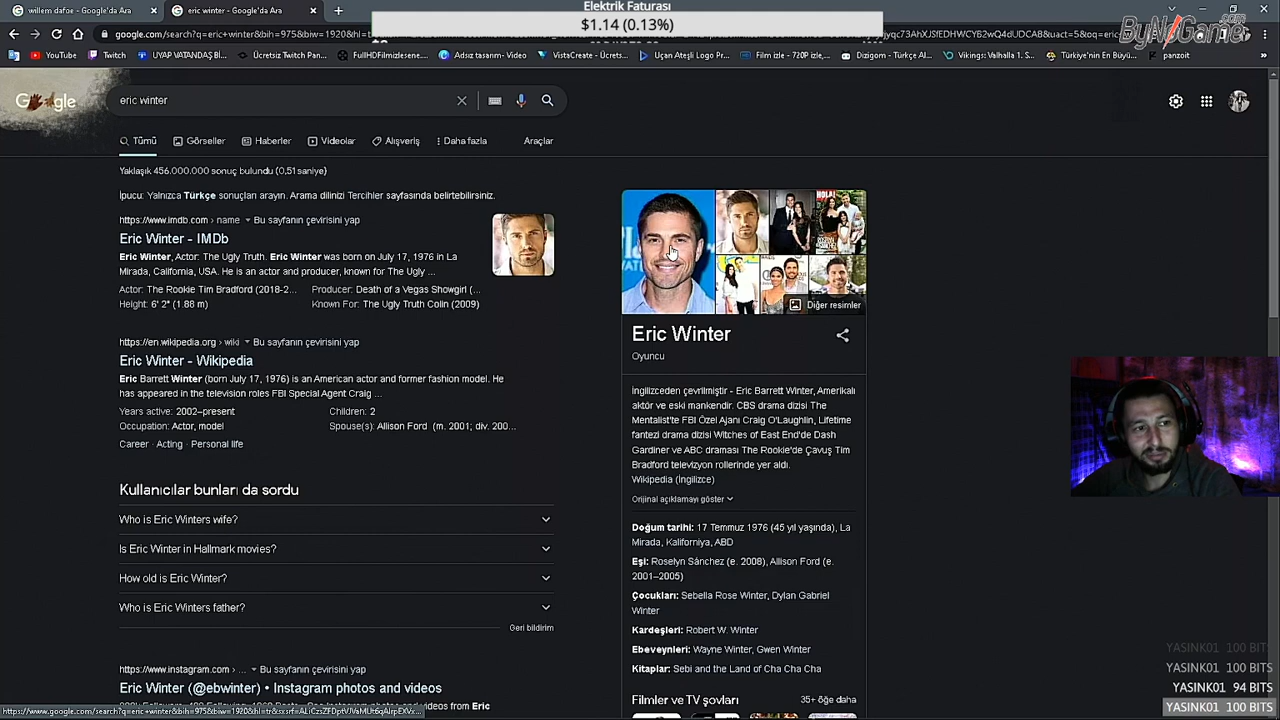 Elektrik Faturası
$1.14 (0.13%)
willem dafoe - Google'da Ara
eric winter - Google'da Ara
ByNoGame.com
google.com/search?q=eric+winter&bih=975&biw=1920&hl=
YouTube
Twitch
UYAPVATANDAS Bİ...
Ücretsiz Twitch Pan...
FullHDFilmizlesene...
Adsız tasarım - Video
VistaCreate - Ücrets...
Uçan Ateşli Logo Pr...
Film izle - 720P izle,...
Dizigom - Türkçe Al...
Vikings: Valhalla 1. S...
Türkiye'nin En Büyü...
panzoit
Google
eric winter
Tümü
Görseller
Haberler
Videolar
Alışveriş
Daha fazla
Araçlar
Yaklaşık 456.000.000 sonuç bulundu (0,51 saniye)
İpucu: Yalnızca Türkçe sonuçları arayın. Arama dilinizi Tercihler sayfasında belirtebilirsiniz.
https://www.imdb.com › name Bu sayfanın çevirisini yap
Eric Winter - IMDb
Eric Winter, Actor: The Ugly Truth. Eric Winter was born on July 17, 1976 in La
Mirada, California, USA. He is an actor and producer, known for The Ugly ...
Actor: The Rookie Tim Bradford (2018-2...
Producer: Death of a Vegas Showgirl (...
Height: 6' 2" (1.88 m)
Known For: The Ugly Truth Colin (2009)
https://en.wikipedia.org › wiki Bu sayfanın çevirisini yap
Eric Winter - Wikipedia
Eric Barrett Winter (born July 17, 1976) is an American actor and former fashion model. He
has appeared in the television roles FBI Special Agent Craig ...
Years active: 2002–present
Children: 2
Occupation: Actor, model
Spouse(s): Allison Ford (m. 2001; div. 200...
Career · Acting · Personal life
Kullanıcılar bunları da sordu
Who is Eric Winters wife?
Is Eric Winter in Hallmark movies?
How old is Eric Winter?
Who is Eric Winters father?
Geri bildirim
https://www.instagram.com › ... Bu sayfanın çevirisini yap
Eric Winter (@ebwinter) • Instagram photos and videos
¡HOLA!
Diğer resimler
Eric Winter
Oyuncu
İngilizceden çevrilmiştir - Eric Barrett Winter, Amerikalı
aktör ve eski mankendir. CBS drama dizisi The
Mentalist'te FBI Özel Ajanı Craig O'Laughlin, Lifetime
fantezi drama dizisi Witches of East End'de Dash
Gardiner ve ABC draması The Rookie'de Çavuş Tim
Bradford televizyon rollerinde yer aldı.
Wikipedia (İngilizce)
Orijinal açıklamayı göster
Doğum tarihi: 17 Temmuz 1976 (45 yıl yaşında), La
Mirada, Kaliforniya, ABD
Eşi: Roselyn Sánchez (e. 2008), Allison Ford (e.
2001–2005)
Çocukları: Sebella Rose Winter, Dylan Gabriel
Winter
Kardeşleri: Robert W. Winter
Ebeveynleri: Wayne Winter, Gwen Winter
Kitaplar: Sebi and the Land of Cha Cha Cha
Filmler ve TV şovları
35+ öğe daha
YASINK01 100 BITS
YASINK01 100 BITS
YASINK01 94 BITS
YASINK01 100 BITS